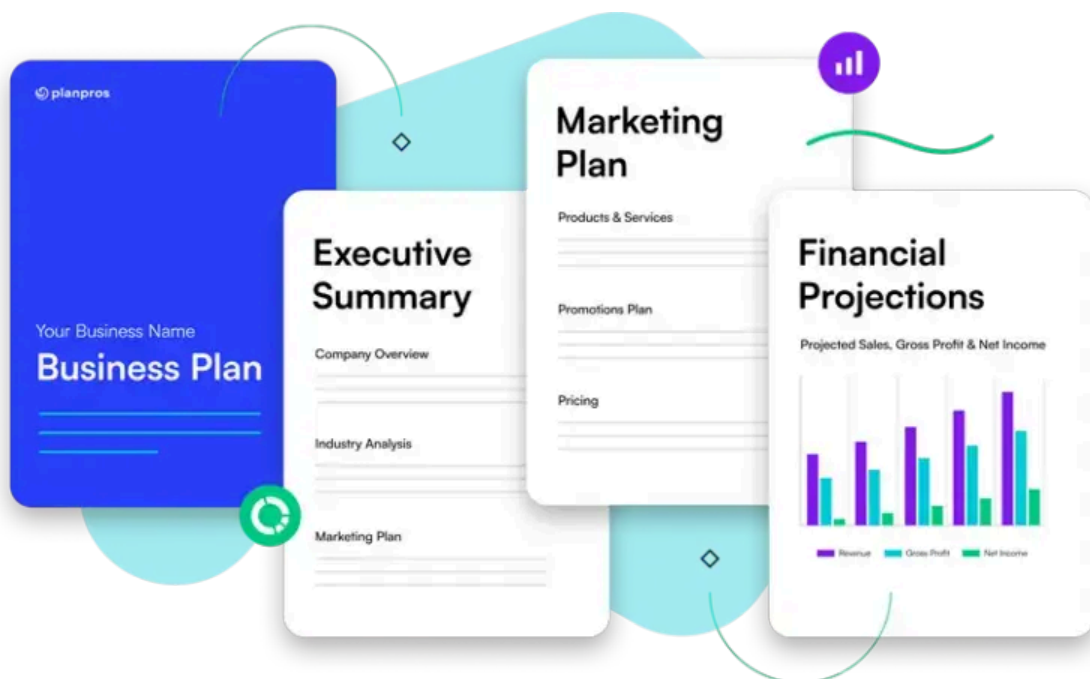 planpros
Your Business Name
Business Plan
Executive
Summary
Company Overview
Industry Analysis
Marketing Plan
Marketing
Plan
Products & Services
Promotions Plan
Pricing
Financial
Projections
Projected Sales, Gross Profit & Net Income
Revenue Gross Profit Net Income